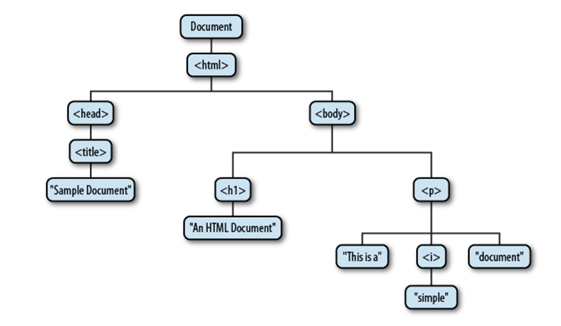 Document
<html>
<head>
<body>
<title>
"Sample Document"
<h1>
<p>
"An HTML Document"
"This is a"
<i>
"document"
"simple"